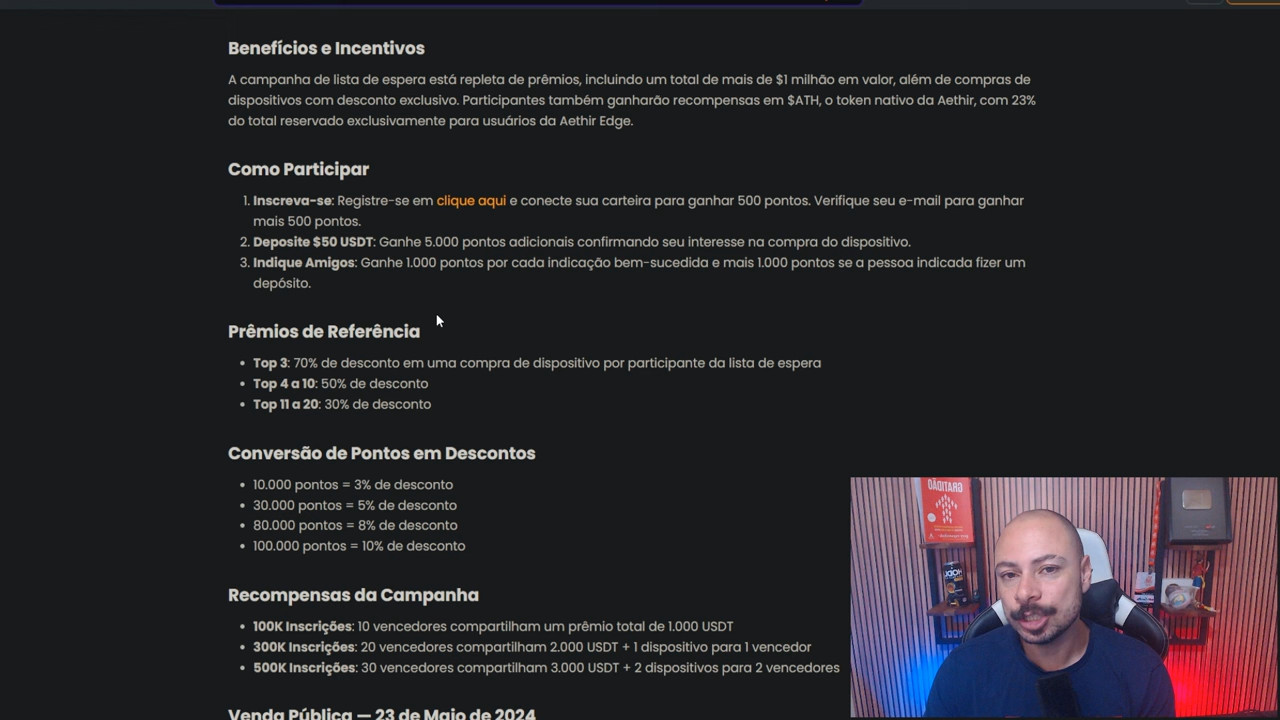 Benefícios e Incentivos
A campanha de lista de espera está repleta de prêmios, incluindo um total de mais de $1 milhão em valor, além de compras de
dispositivos com desconto exclusivo. Participantes também ganharão recompensas em $ATH, o token nativo da Aethir, com 23%
do total reservado exclusivamente para usuários da Aethir Edge.
Como Participar
1. Inscreva-se: Registre-se em clique aqui e conecte sua carteira para ganhar 500 pontos. Verifique seu e-mail para ganhar
mais 500 pontos.
2. Deposite $50 USDT: Ganhe 5.000 pontos adicionais confirmando seu interesse na compra do dispositivo.
3. Indique Amigos: Ganhe 1.000 pontos por cada indicação bem-sucedida e mais 1.000 pontos se a pessoa indicada fizer um
depósito.
Prêmios de Referência
• Top 3: 70% de desconto em uma compra de dispositivo por participante da lista de espera
• Top 4 a 10: 50% de desconto
• Top 11 a 20: 30% de desconto
Conversão de Pontos em Descontos
• 10.000 pontos = 3% de desconto
• 30.000 pontos = 5% de desconto
• 80.000 pontos = 8% de desconto
• 100.000 pontos = 10% de desconto
Recompensas da Campanha
• 100K Inscrições: 10 vencedores compartilham um prêmio total de 1.000 USDT
• 300K Inscrições: 20 vencedores compartilham 2.000 USDT + 1 dispositivo para 1 vencedor
• 500K Inscrições: 30 vencedores compartilham 3.000 USDT + 2 dispositivos para 2 vencedores
Venda Pública — 23 de Maio de 2024
GRATIDÃO